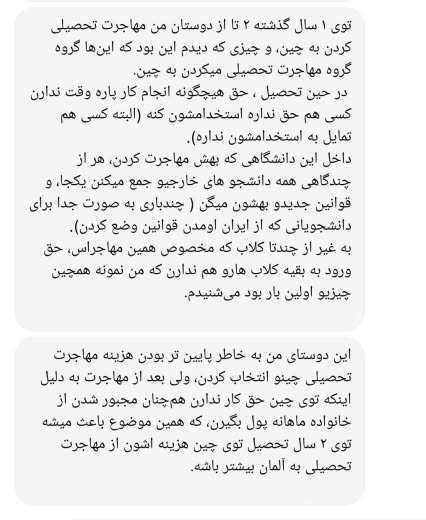 توی ۱ سال گذشته ۲ تا از دوستان من مهاجرت تحصیلی
کردن به چین، و چیزی که دیدم این بود که این‌ها گروه
گروه مهاجرت تحصیلی میکردن به چین.
در حین تحصیل ، حق هیچگونه انجام کار پاره وقت ندارن
کسی هم حق نداره استخدامشون کنه (البته کسی هم
تمایل به استخدامشون نداره).
داخل این دانشگاهی که بهش مهاجرت کردن، هر از
چندگاهی همه دانشجو های خارجیو جمع میکنن یکجا، و
قوانین جدیدو بهشون میگن ( چندباری به صورت جدا برای
دانشجویانی که از ایران اومدن قوانین وضع کردن).
به غیر از چندتا کلاب که مخصوص همین مهاجراس، حق
ورود به بقیه کلاب هارو هم ندارن که من نمونه همچین
چیزیو اولین بار بود می‌شنیدم.
این دوستای من به خاطر پایین تر بودن هزینه مهاجرت
تحصیلی چینو انتخاب کردن، ولی بعد از مهاجرت به دلیل
اینکه توی چین حق کار ندارن هم‌چنان مجبور شدن از
خانواده ماهانه پول بگیرن، که همین موضوع باعث میشه
توی ۲ سال تحصیل توی چین هزینه اشون از مهاجرت
تحصیلی به آلمان بیشتر باشه.